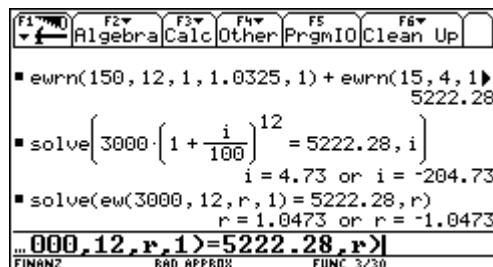 F1 F2 F3 F4 F5 F6
Algebra Calc Other PrgmIO Clean Up
▪ ewrn(150,12,1,1.0325,1) + ewrn(15,4,1▶
5222.28
▪ solve(3000·(1 + i/100)^12 = 5222.28, i)
i = 4.73 or i = ⁻204.73
▪ solve(ew(3000,12,r,1) = 5222.28, r)
r = 1.0473 or r = ⁻1.0473
…000,12,r,1)=5222.28,r)
FINANZ RAD APPROX FUNC 3/30